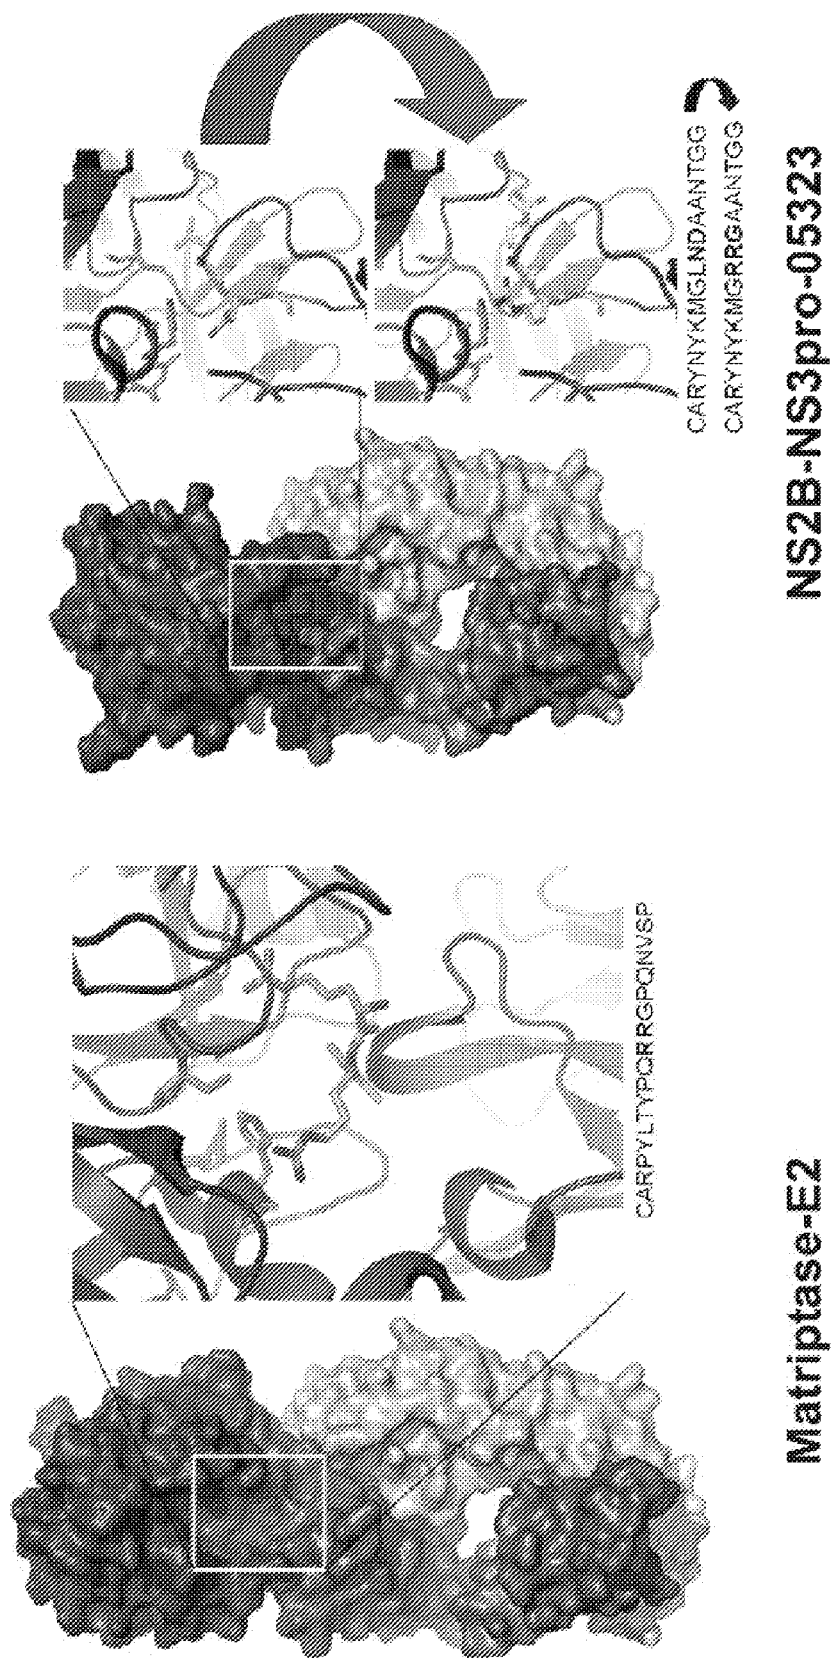 CARPYLTYPQRRGPQNVSP
Matriptase-E2
CARYNYKMGLNDAANTGG
CARYNYKMGRRGAANTGG
NS2B-NS3pro-05323